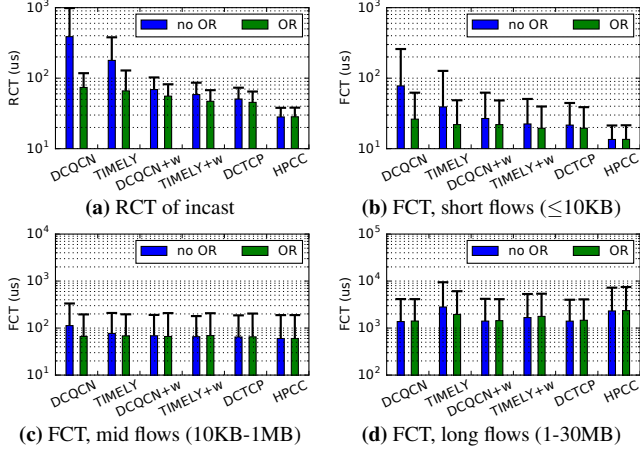 no OR OR
RCT (us)
10³
10²
10¹
DCQCN TIMELY DCQCN+w TIMELY+w DCTCP HPCC
(a) RCT of incast
no OR OR
FCT (us)
10³
10²
10¹
DCQCN TIMELY DCQCN+w TIMELY+w DCTCP HPCC
(b) FCT, short flows (≤10KB)
no OR OR
FCT (us)
10⁴
10³
10²
10¹
DCQCN TIMELY DCQCN+w TIMELY+w DCTCP HPCC
(c) FCT, mid flows (10KB-1MB)
no OR OR
FCT (us)
10⁵
10⁴
10³
10²
DCQCN TIMELY DCQCN+w TIMELY+w DCTCP HPCC
(d) FCT, long flows (1-30MB)